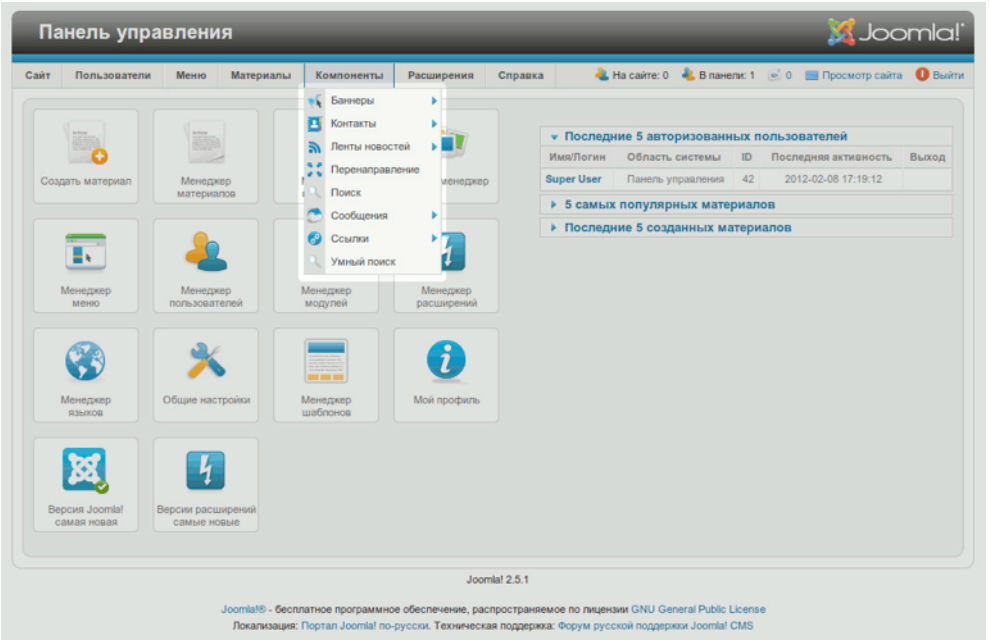 Панель управления
Joomla!
Сайт Пользователи Меню Материалы Компоненты Расширения Справка На сайте: 0 В панели: 1 0 Просмотр сайта Выйти
Баннеры
Контакты
Ленты новостей
Перенаправление
Поиск
Сообщения
Ссылки
Умный поиск
Создать материал
Менеджер
материалов
менеджер
Менеджер
меню
Менеджер
пользователей
Менеджер
модулей
Менеджер
расширений
Менеджер
языков
Общие настройки
Менеджер
шаблонов
Мой профиль
Версия Joomla!
самая новая
Версии расширений
самые новые
Последние 5 авторизованных пользователей
Имя/Логин Область системы ID Последняя активность Выход
Super User Панель управления 42 2012-02-08 17:19:12
5 самых популярных материалов
Последние 5 созданных материалов
Joomla! 2.5.1
Joomla!® - бесплатное программное обеспечение, распространяемое по лицензии GNU General Public License
Локализация: Портал Joomla! по-русски. Техническая поддержка: Форум русской поддержки Joomla! CMS